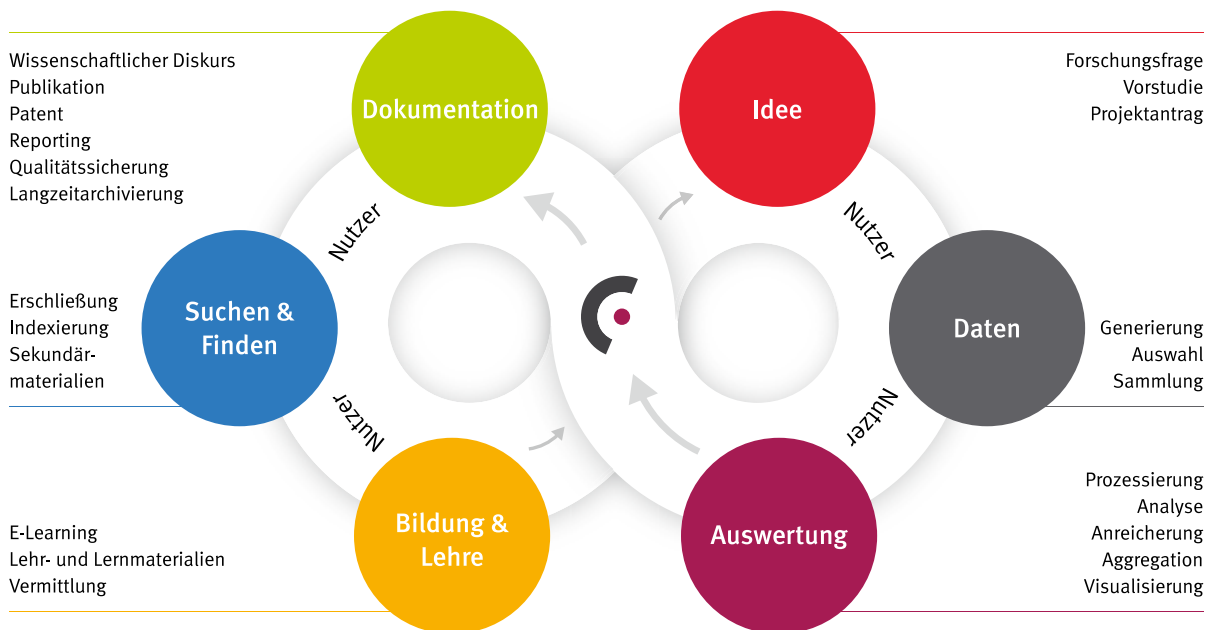 Wissenschaftlicher Diskurs
Publikation
Patent
Reporting
Qualitätssicherung
Langzeitarchivierung
Dokumentation
Idee
Forschungsfrage
Vorstudie
Projektantrag
Nutzer
Nutzer
Erschließung
Indexierung
Sekundär-
materialien
Suchen &
Finden
Daten
Generierung
Auswahl
Sammlung
Nutzer
Nutzer
E-Learning
Lehr- und Lernmaterialien
Vermittlung
Bildung &
Lehre
Auswertung
Prozessierung
Analyse
Anreicherung
Aggregation
Visualisierung